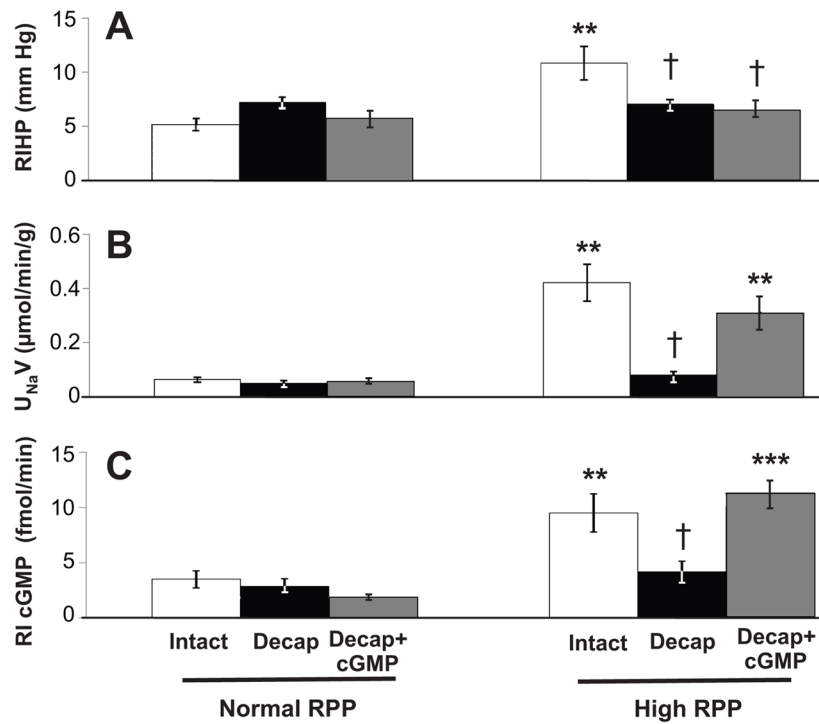 A
RIHP (mm Hg)
15
10
5
0
**
†
†
B
UNaV (µmol/min/g)
0.6
0.4
0.2
0
**
†
**
C
RI cGMP (fmol/min)
15
10
5
0
**
†
***
Intact Decap Decap+ cGMP
Intact Decap Decap+ cGMP
Normal RPP
High RPP